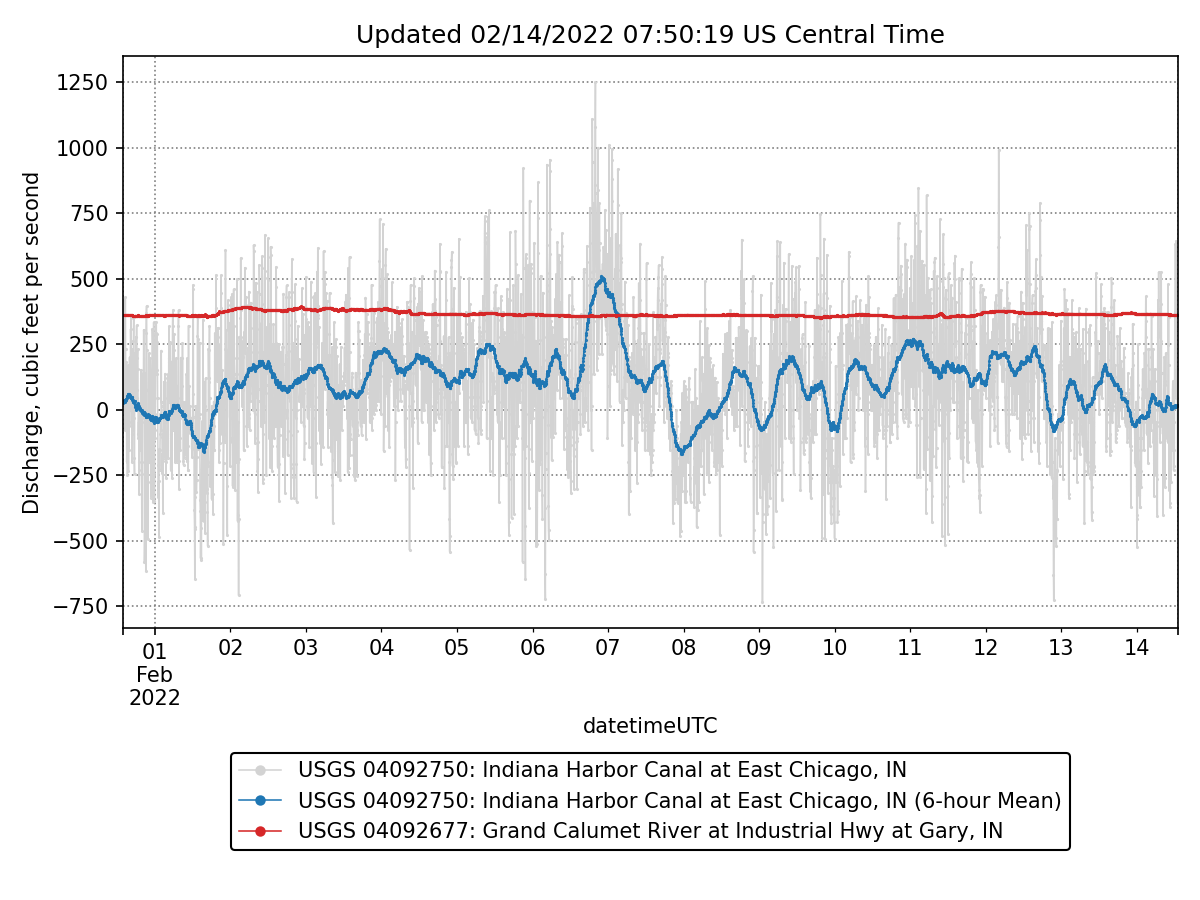 Updated 02/14/2022 07:50:19 US Central Time
Discharge, cubic feet per second
1250
1000
750
500
250
0
−250
−500
−750
01 02 03 04 05 06 07 08 09 10 11 12 13 14
Feb
2022
datetimeUTC
USGS 04092750: Indiana Harbor Canal at East Chicago, IN
USGS 04092750: Indiana Harbor Canal at East Chicago, IN (6-hour Mean)
USGS 04092677: Grand Calumet River at Industrial Hwy at Gary, IN